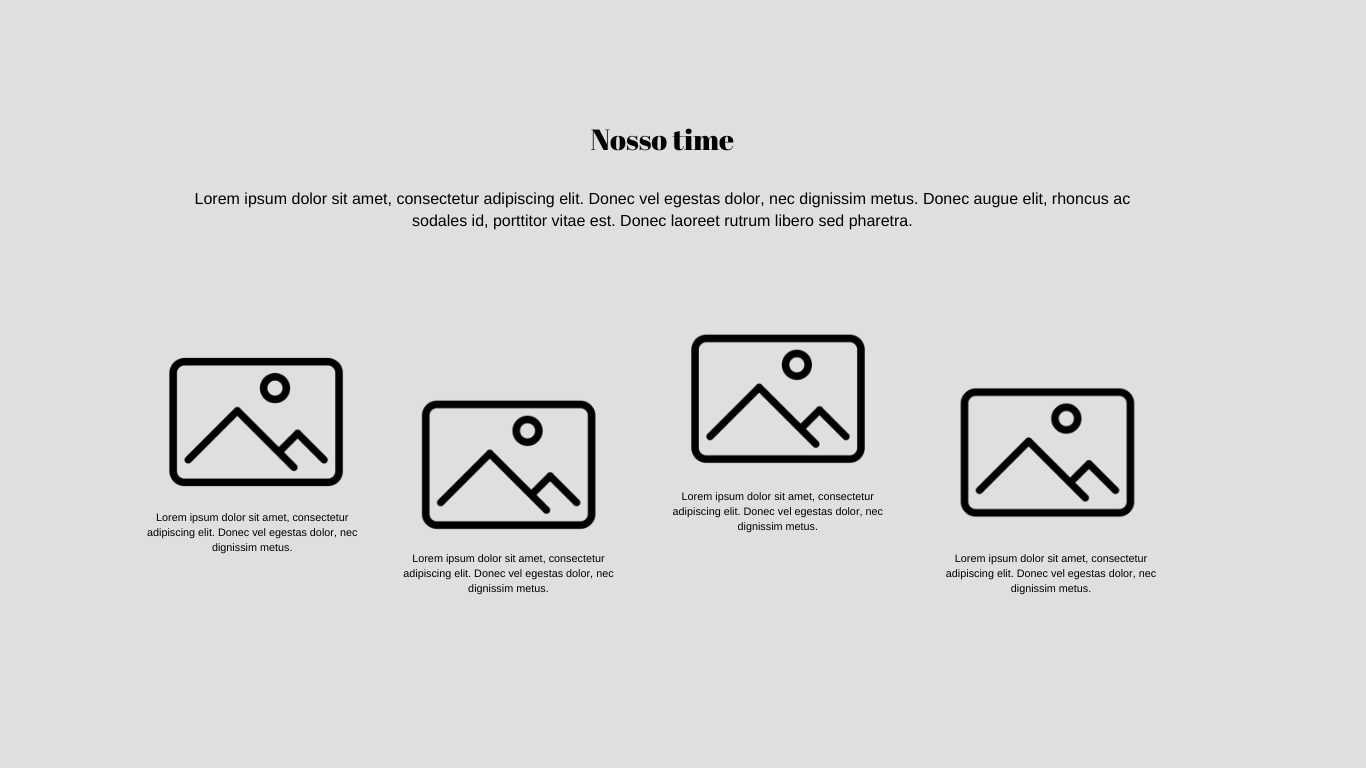 Nosso time
Lorem ipsum dolor sit amet, consectetur adipiscing elit. Donec vel egestas dolor, nec dignissim metus. Donec augue elit, rhoncus ac
sodales id, porttitor vitae est. Donec laoreet rutrum libero sed pharetra.
Lorem ipsum dolor sit amet, consectetur
adipiscing elit. Donec vel egestas dolor, nec
dignissim metus.
Lorem ipsum dolor sit amet, consectetur
adipiscing elit. Donec vel egestas dolor, nec
dignissim metus.
Lorem ipsum dolor sit amet, consectetur
adipiscing elit. Donec vel egestas dolor, nec
dignissim metus.
Lorem ipsum dolor sit amet, consectetur
adipiscing elit. Donec vel egestas dolor, nec
dignissim metus.